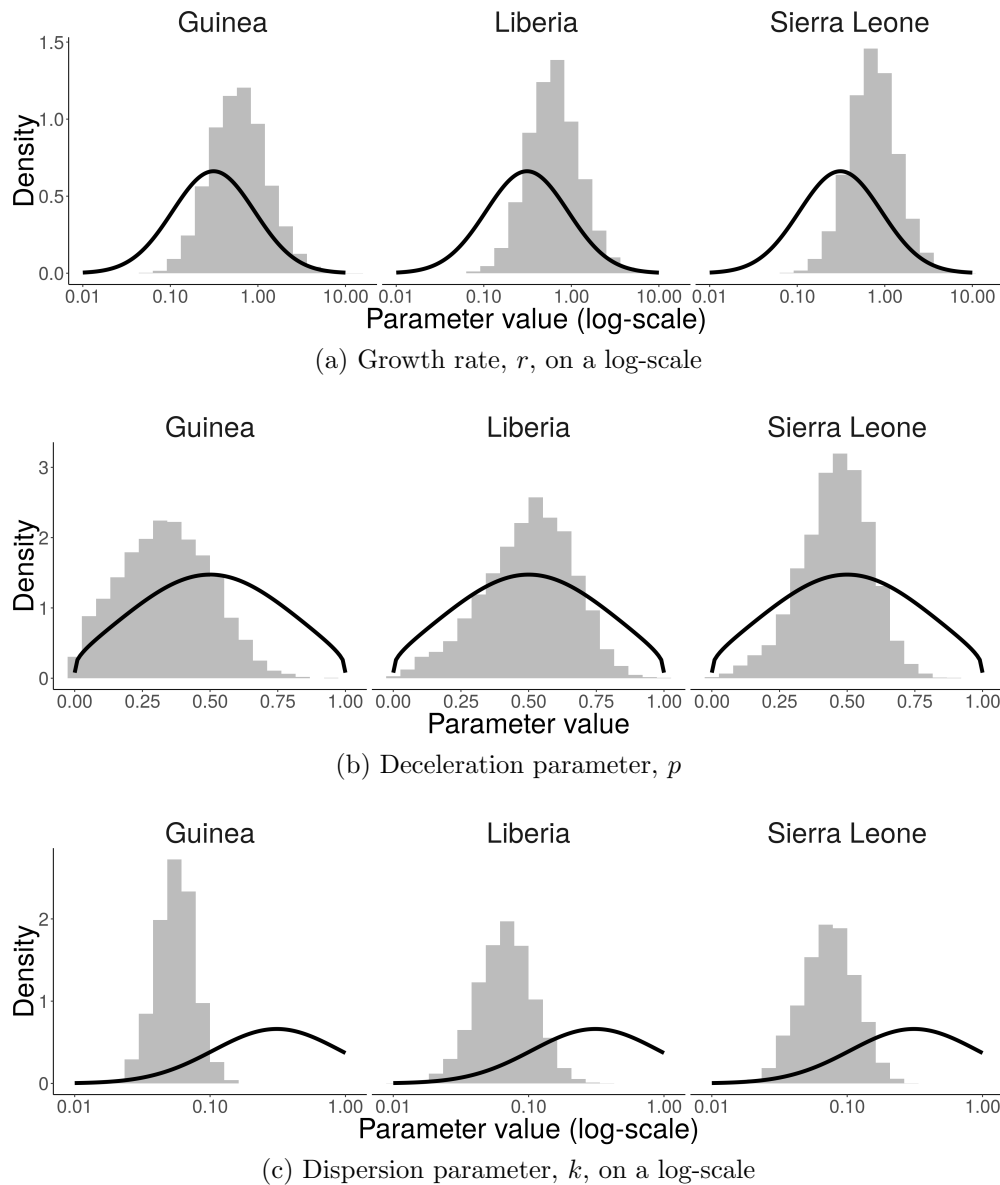 Guinea Liberia Sierra Leone
1.5
1.0
0.5
0.0
Density
0.01 0.10 1.00 10.00 0.01 0.10 1.00 10.00 0.01 0.10 1.00 10.00
Parameter value (log-scale)
(a) Growth rate, r, on a log-scale
Guinea Liberia Sierra Leone
3
2
1
0
Density
0.00 0.25 0.50 0.75 1.00 0.00 0.25 0.50 0.75 1.00 0.00 0.25 0.50 0.75 1.00
Parameter value
(b) Deceleration parameter, p
Guinea Liberia Sierra Leone
2
1
0
Density
0.01 0.10 1.00 0.01 0.10 1.00 0.01 0.10 1.00
Parameter value (log-scale)
(c) Dispersion parameter, k, on a log-scale